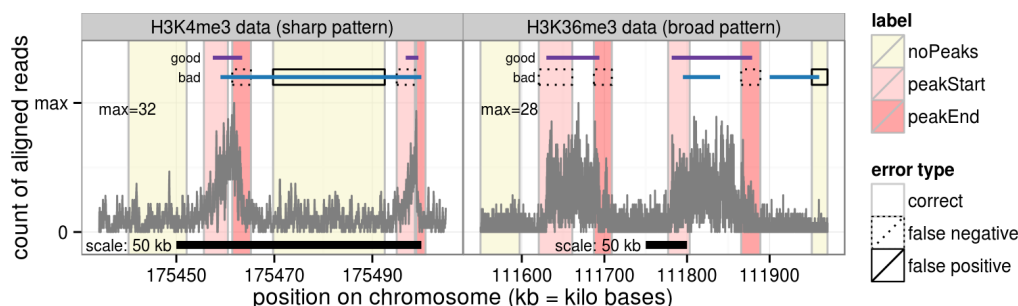 H3K4me3 data (sharp pattern)
H3K36me3 data (broad pattern)
count of aligned reads
max
0
good
bad
max=32
scale: 50 kb
good
bad
max=28
scale: 50 kb
175450 175470 175490
111600 111700 111800 111900
position on chromosome (kb = kilo bases)
label
noPeaks
peakStart
peakEnd
error type
correct
false negative
false positive